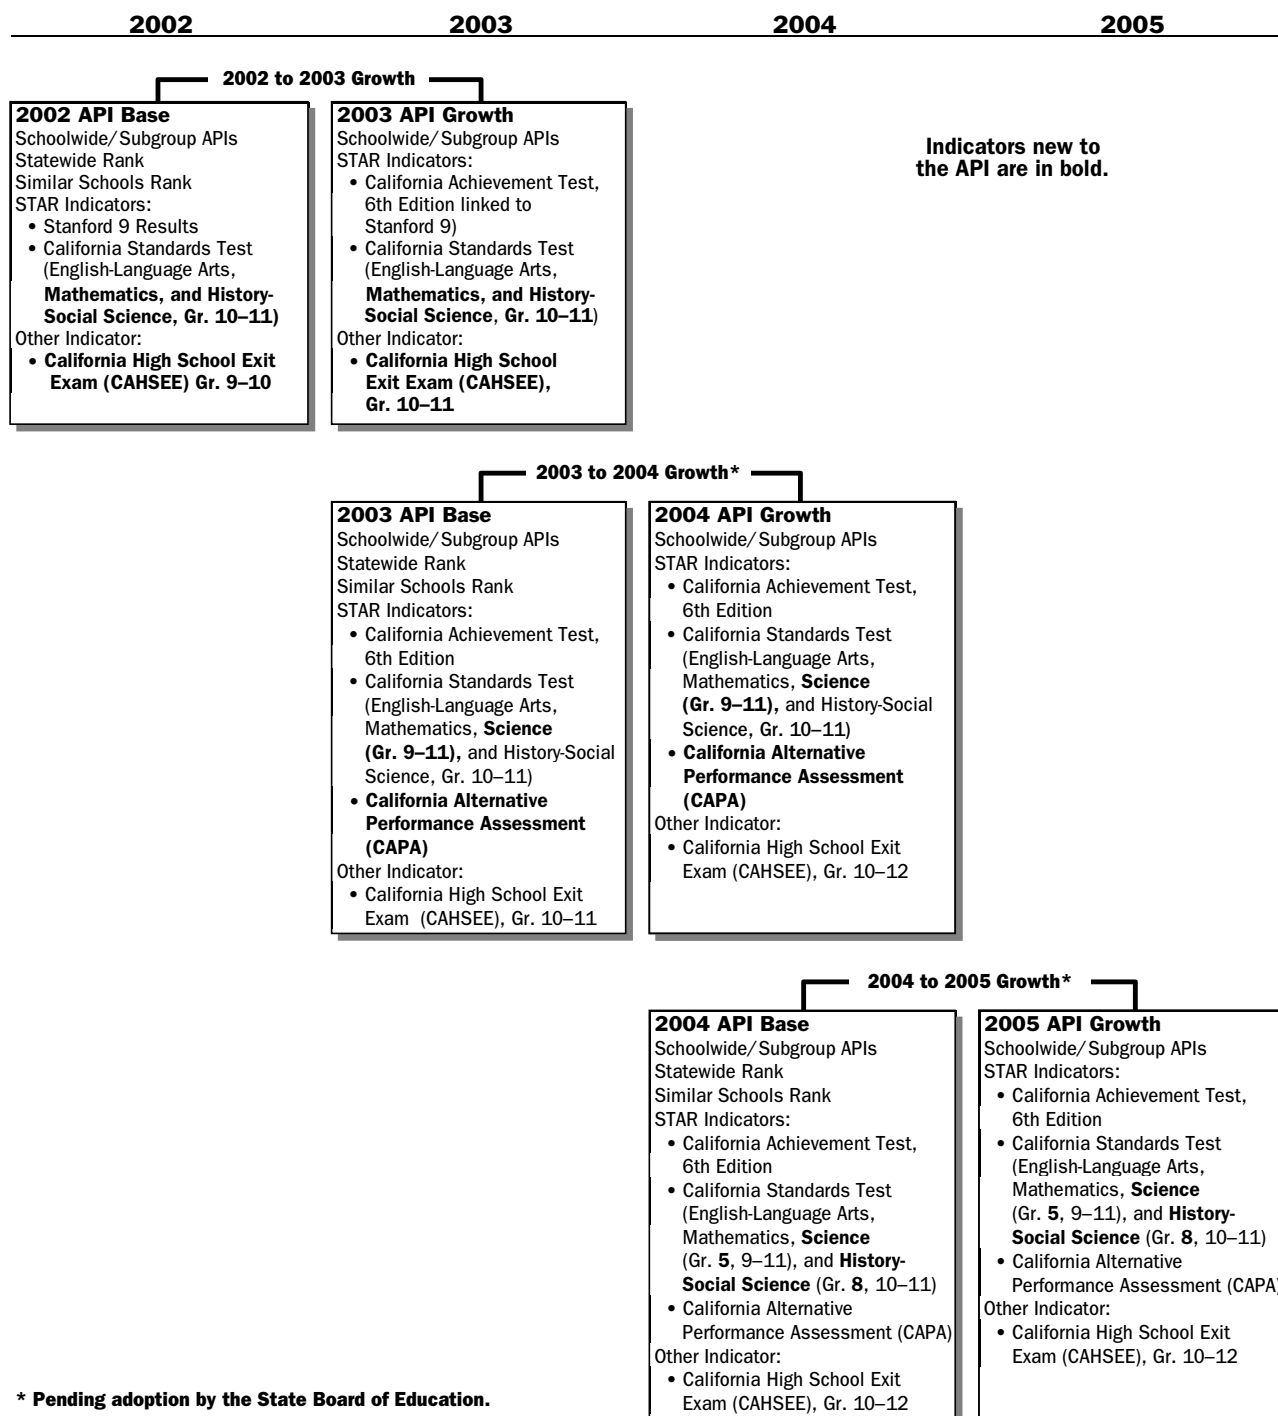 2002 2003 2004 2005
2002 to 2003 Growth
2002 API Base
Schoolwide/Subgroup APIs
Statewide Rank
Similar Schools Rank
STAR Indicators:
• Stanford 9 Results
• California Standards Test
(English-Language Arts,
Mathematics, and History-
Social Science, Gr. 10–11)
Other Indicator:
• California High School Exit
Exam (CAHSEE) Gr. 9–10
2003 API Growth
Schoolwide/Subgroup APIs
STAR Indicators:
• California Achievement Test,
6th Edition linked to
Stanford 9)
• California Standards Test
(English-Language Arts,
Mathematics, and History-
Social Science, Gr. 10–11)
Other Indicator:
• California High School
Exit Exam (CAHSEE),
Gr. 10–11
Indicators new to
the API are in bold.
2003 to 2004 Growth*
2003 API Base
Schoolwide/Subgroup APIs
Statewide Rank
Similar Schools Rank
STAR Indicators:
• California Achievement Test,
6th Edition
• California Standards Test
(English-Language Arts,
Mathematics, Science
(Gr. 9–11), and History-Social
Science, Gr. 10–11)
• California Alternative
Performance Assessment
(CAPA)
Other Indicator:
• California High School Exit
Exam (CAHSEE), Gr. 10–11
2004 API Growth
Schoolwide/Subgroup APIs
STAR Indicators:
• California Achievement Test,
6th Edition
• California Standards Test
(English-Language Arts,
Mathematics, Science
(Gr. 9–11), and History-Social
Science, Gr. 10–11)
• California Alternative
Performance Assessment
(CAPA)
Other Indicator:
• California High School Exit
Exam (CAHSEE), Gr. 10–12
2004 to 2005 Growth*
2004 API Base
Schoolwide/Subgroup APIs
Statewide Rank
Similar Schools Rank
STAR Indicators:
• California Achievement Test,
6th Edition
• California Standards Test
(English-Language Arts,
Mathematics, Science
(Gr. 5, 9–11), and History-
Social Science (Gr. 8, 10–11)
• California Alternative
Performance Assessment (CAPA)
Other Indicator:
• California High School Exit
Exam (CAHSEE), Gr. 10–12
2005 API Growth
Schoolwide/Subgroup APIs
STAR Indicators:
• California Achievement Test,
6th Edition
• California Standards Test
(English-Language Arts,
Mathematics, Science
(Gr. 5, 9–11), and History-
Social Science (Gr. 8, 10–11)
• California Alternative
Performance Assessment (CAPA)
Other Indicator:
• California High School Exit
Exam (CAHSEE), Gr. 10–12
* Pending adoption by the State Board of Education.